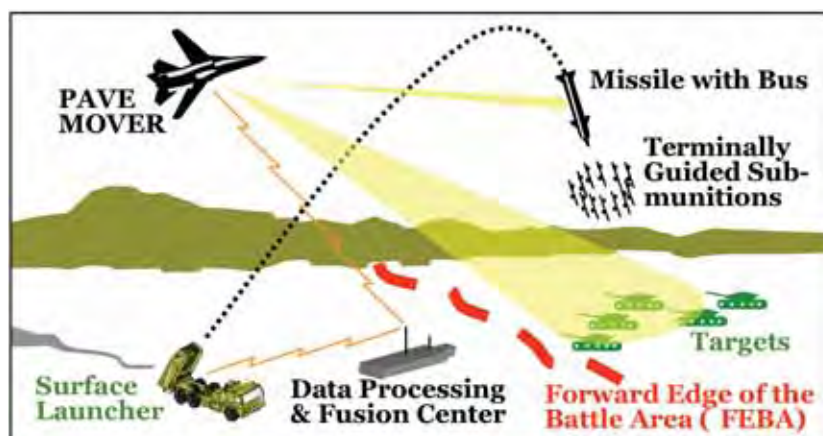 PAVE
MOVER
Missile with Bus
Terminally
Guided Sub-
munitions
Targets
Surface
Launcher
Data Processing
& Fusion Center
Forward Edge of the
Battle Area ( FEBA)